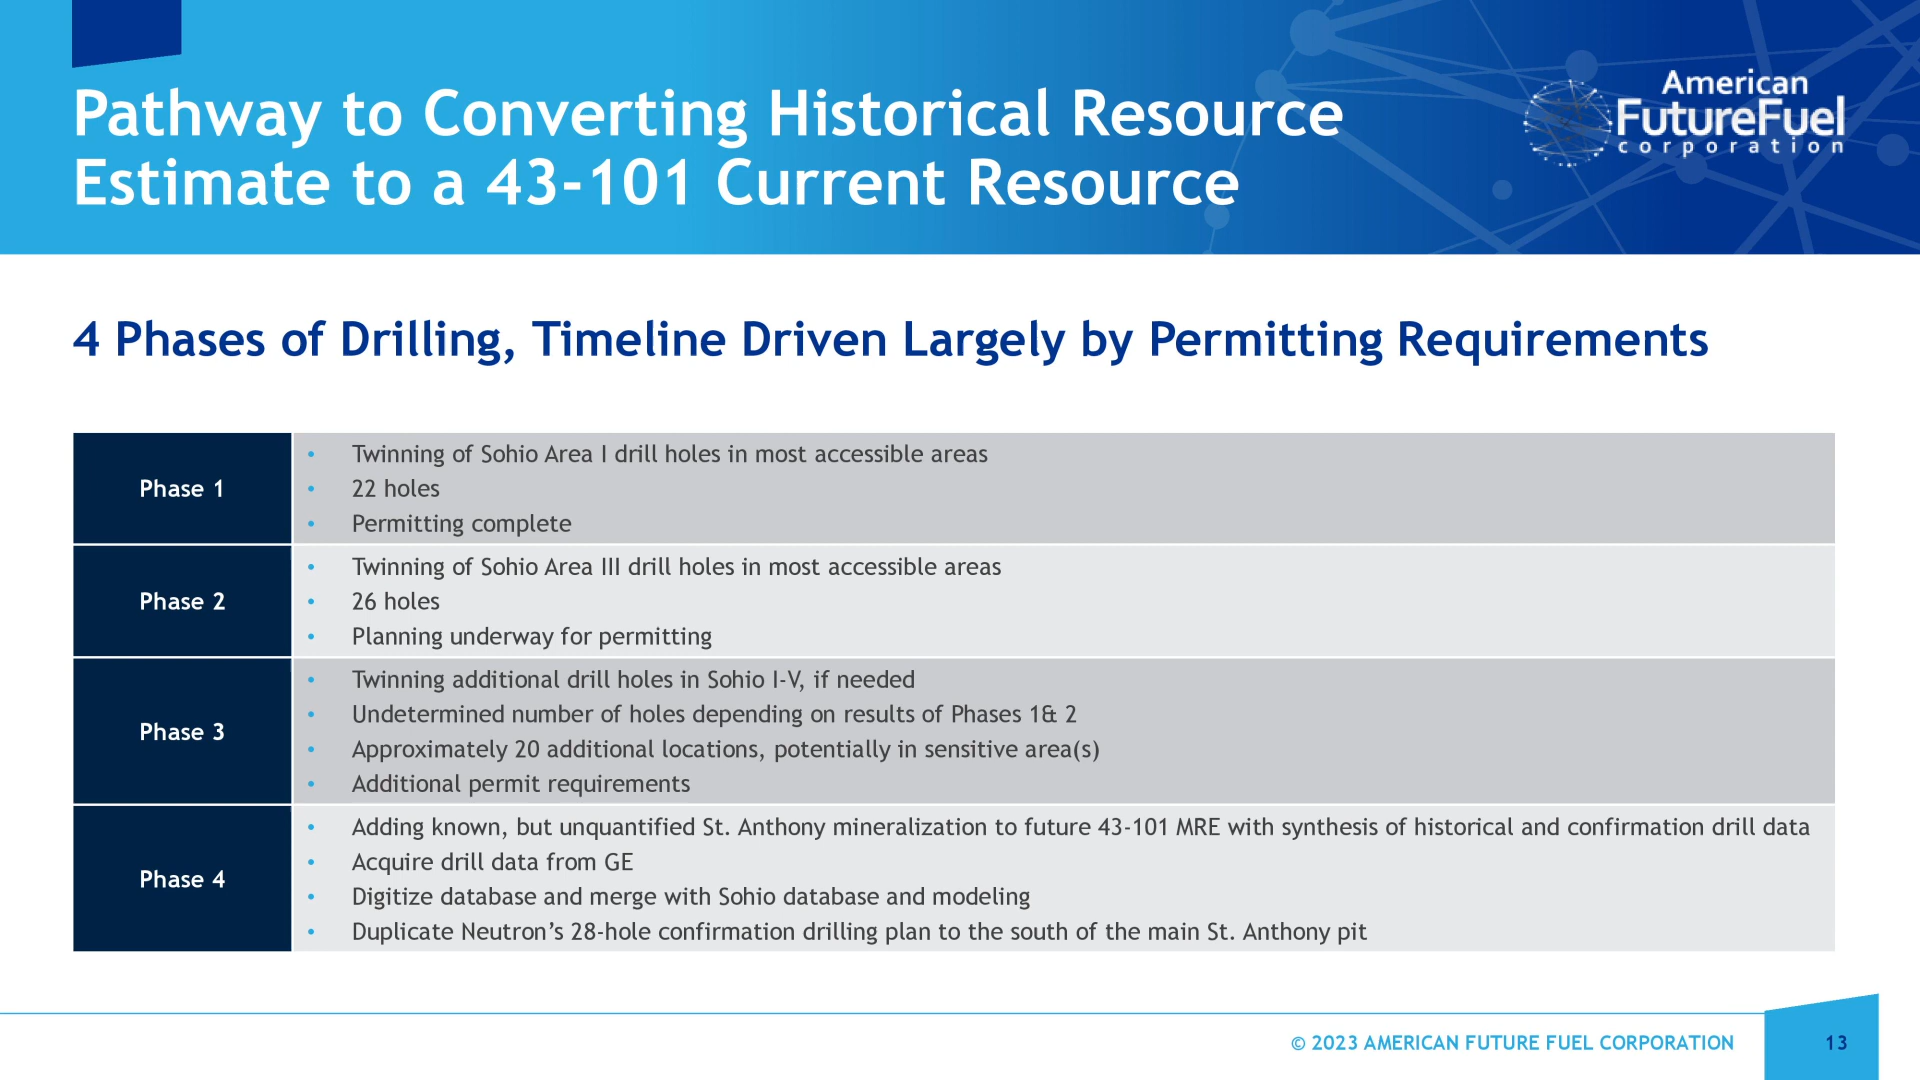 Pathway to Converting Historical Resource
Estimate to a 43-101 Current Resource
American
FutureFuel
corporation
4 Phases of Drilling, Timeline Driven Largely by Permitting Requirements
Phase 1
• Twinning of Sohio Area I drill holes in most accessible areas
• 22 holes
• Permitting complete
Phase 2
• Twinning of Sohio Area III drill holes in most accessible areas
• 26 holes
• Planning underway for permitting
Phase 3
• Twinning additional drill holes in Sohio I-V, if needed
• Undetermined number of holes depending on results of Phases 1& 2
• Approximately 20 additional locations, potentially in sensitive area(s)
• Additional permit requirements
Phase 4
• Adding known, but unquantified St. Anthony mineralization to future 43-101 MRE with synthesis of historical and confirmation drill data
• Acquire drill data from GE
• Digitize database and merge with Sohio database and modeling
• Duplicate Neutron’s 28-hole confirmation drilling plan to the south of the main St. Anthony pit
© 2023 AMERICAN FUTURE FUEL CORPORATION
13